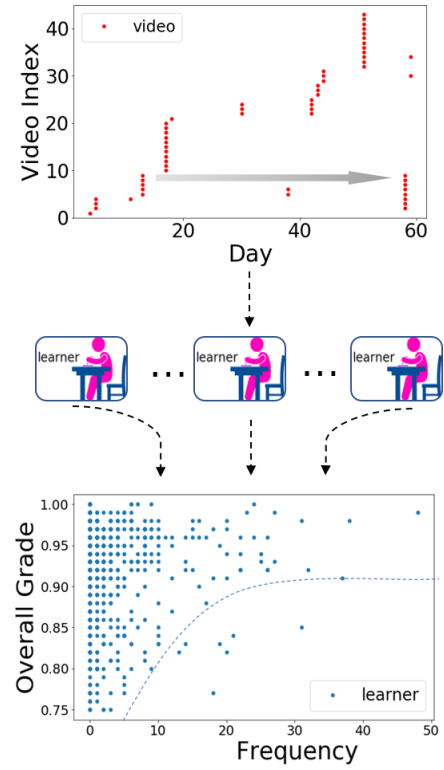 video
Video Index
40
30
20
10
0
20
40
60
Day
learner
...
learner
...
learner
Overall Grade
1.00
0.95
0.90
0.85
0.80
0.75
learner
0
10
20
30
40
50
Frequency